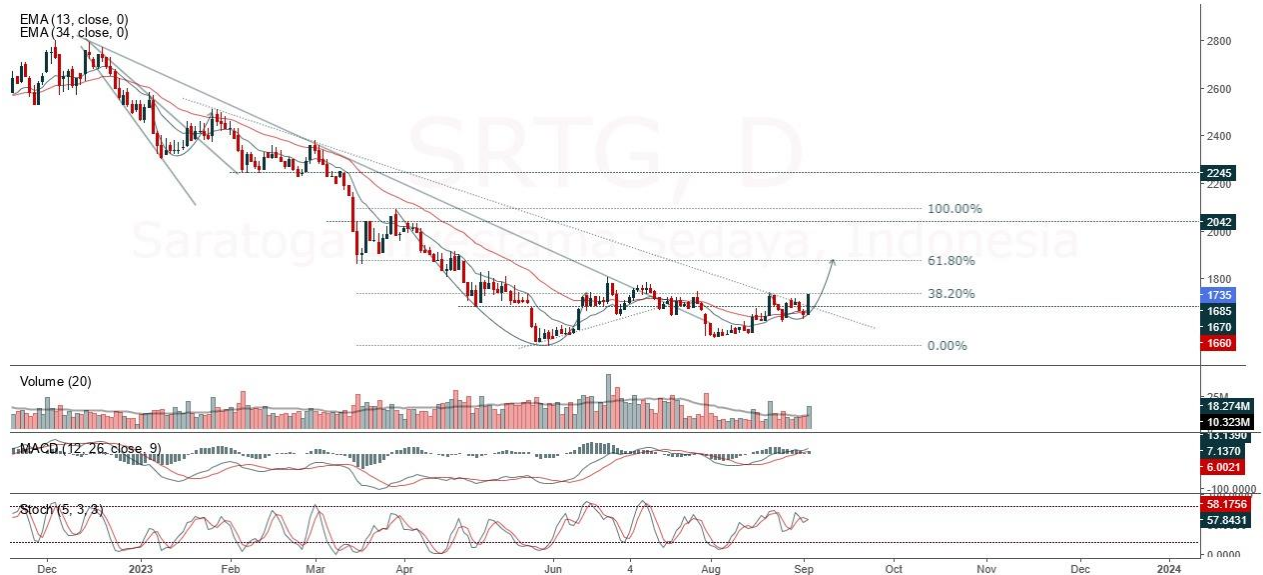 EMA (13, close, 0)
EMA (34, close, 0)
SRTG, D
Saratoga Sedaya, Indonesia
2800
2600
2400
2245
2200
100.00%
2042
2000
61.80%
1800
38.20%
1735
1685
1670
1660
0.00%
Volume (20)
25M
18.274M
10.323M
MACD (12, 26, close, 9)
13.1390
7.1370
6.0021
-100.0000
Stoch (5, 3, 3)
58.1756
57.8431
0.0000
Dec 2023 Feb Mar Apr Jun 4 Aug Sep Oct Nov Dec 2024